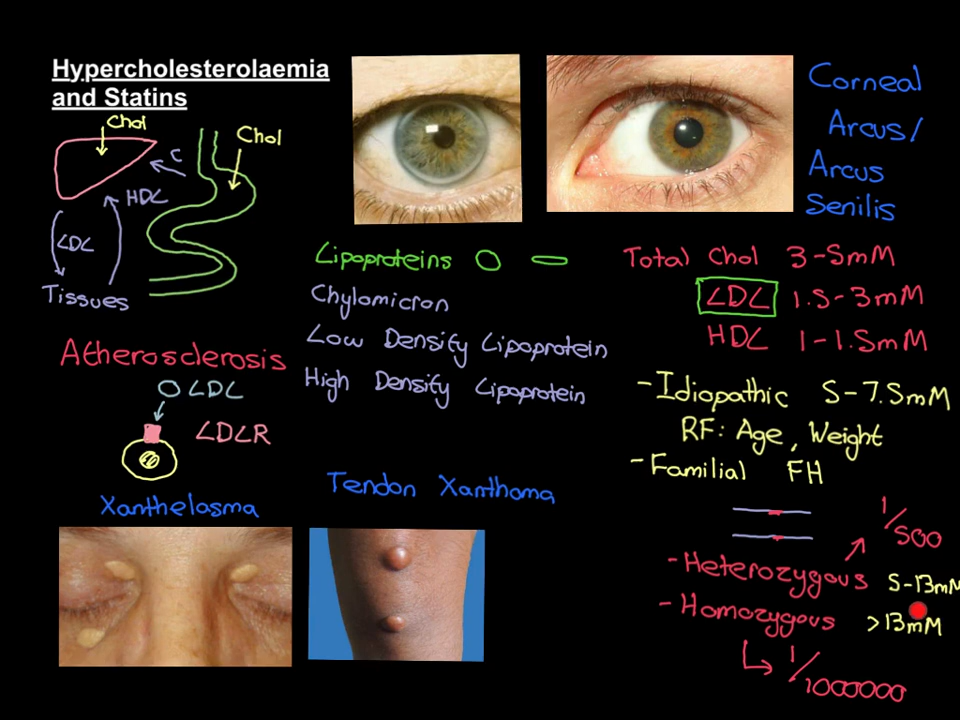 Hypercholesterolaemia
and Statins
Chol
Chol
C
HDL
LDL
Tissues
Corneal
Arcus/
Arcus
Senilis
Lipoproteins
Chylomicron
Low Density Lipoprotein
High Density Lipoprotein
Total Chol 3-5mM
LDL 1.5-3mM
HDL 1-1.5mM
Atherosclerosis
LDL
LDLR
- Idiopathic 5-7.5mM
RF: Age, Weight
- Familial FH
1/500
- Heterozygous 5-13mM
- Homozygous >13mM
1/1000000
Xanthelasma
Tendon Xanthoma